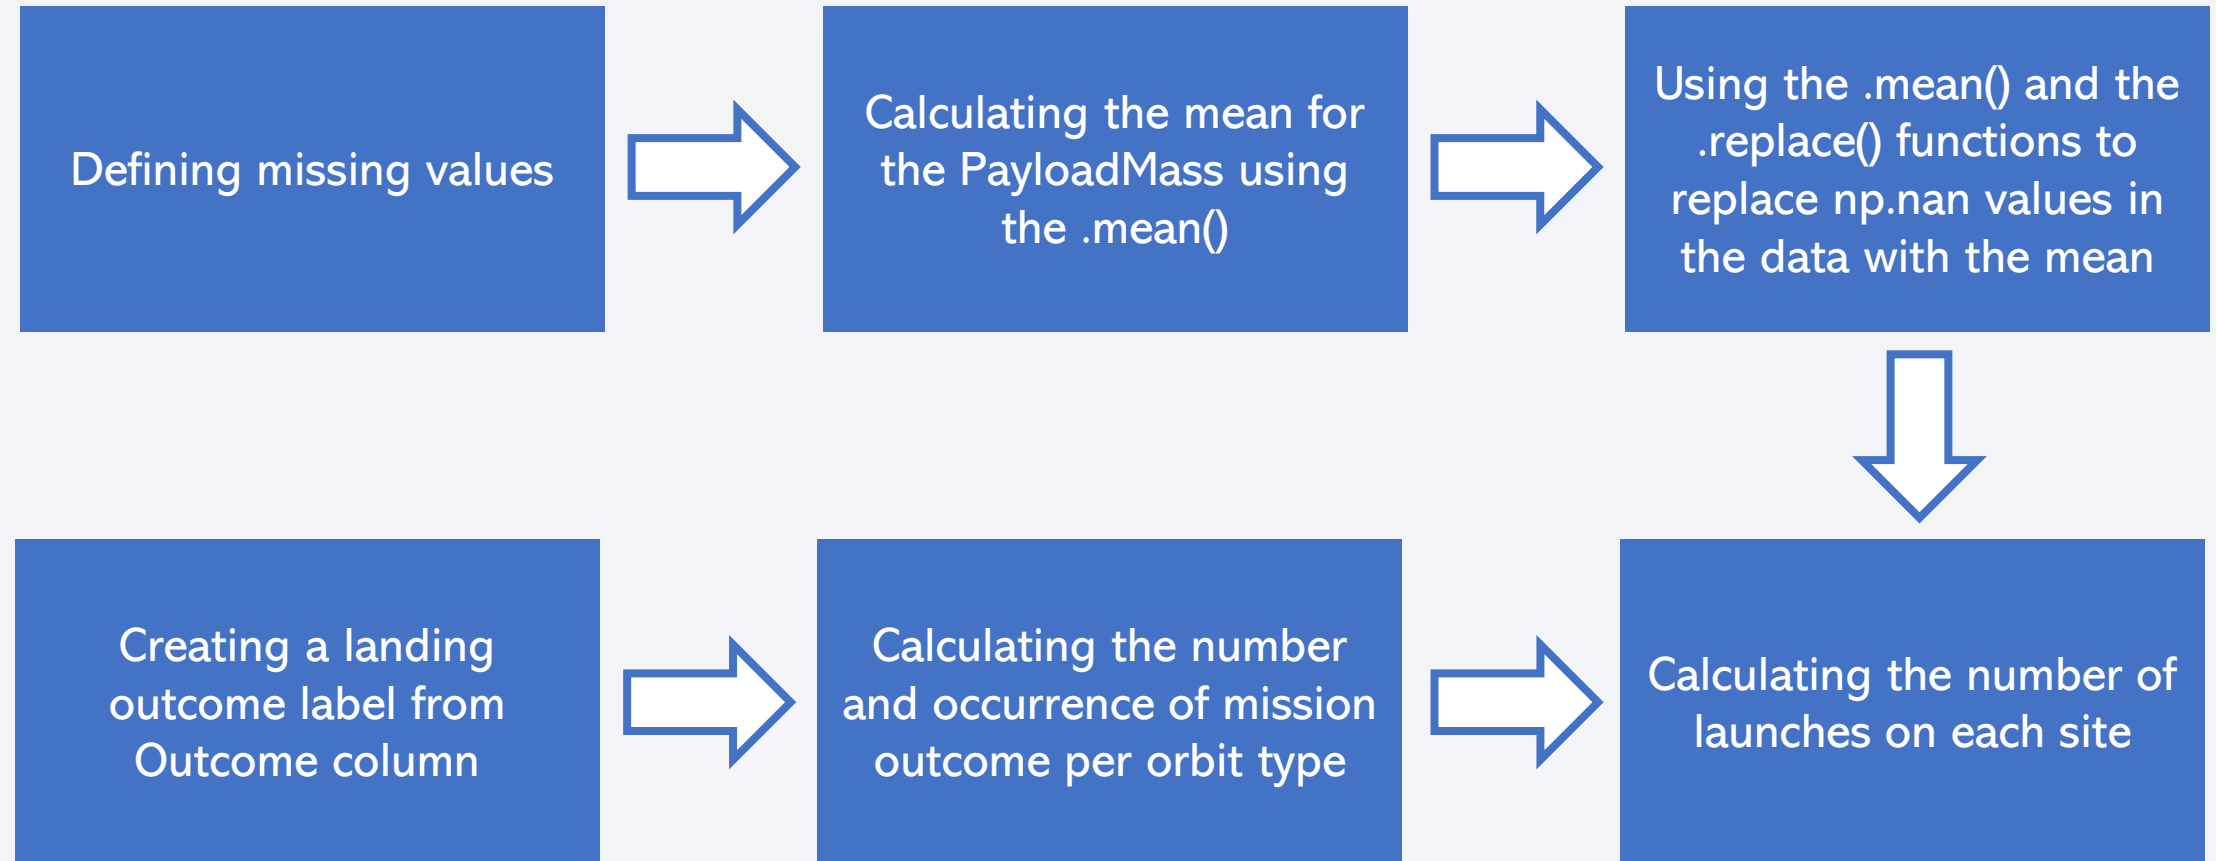 Defining missing values
Calculating the mean for
the PayloadMass using
the .mean()
Using the .mean() and the
.replace() functions to
replace np.nan values in
the data with the mean
Creating a landing
outcome label from
Outcome column
Calculating the number
and occurrence of mission
outcome per orbit type
Calculating the number of
launches on each site